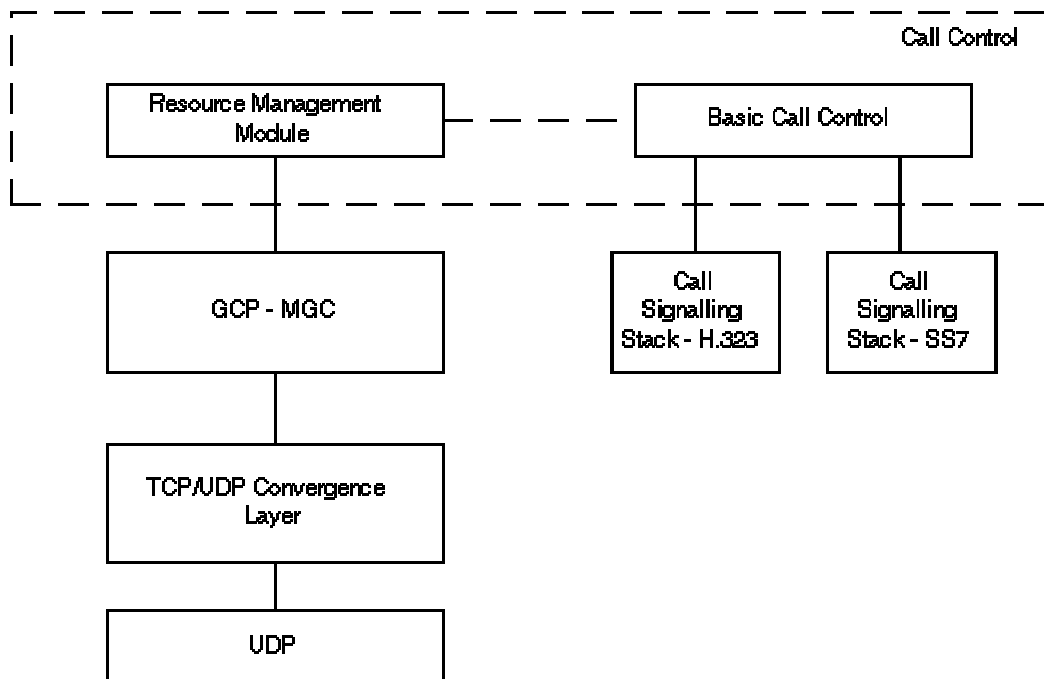 Call Control
Resource Management
Module
Basic Call Control
GCP - MGC
Call
Signalling
Stack - H.323
Call
Signalling
Stack - SS7
TCP/UDP Convergence
Layer
UDP